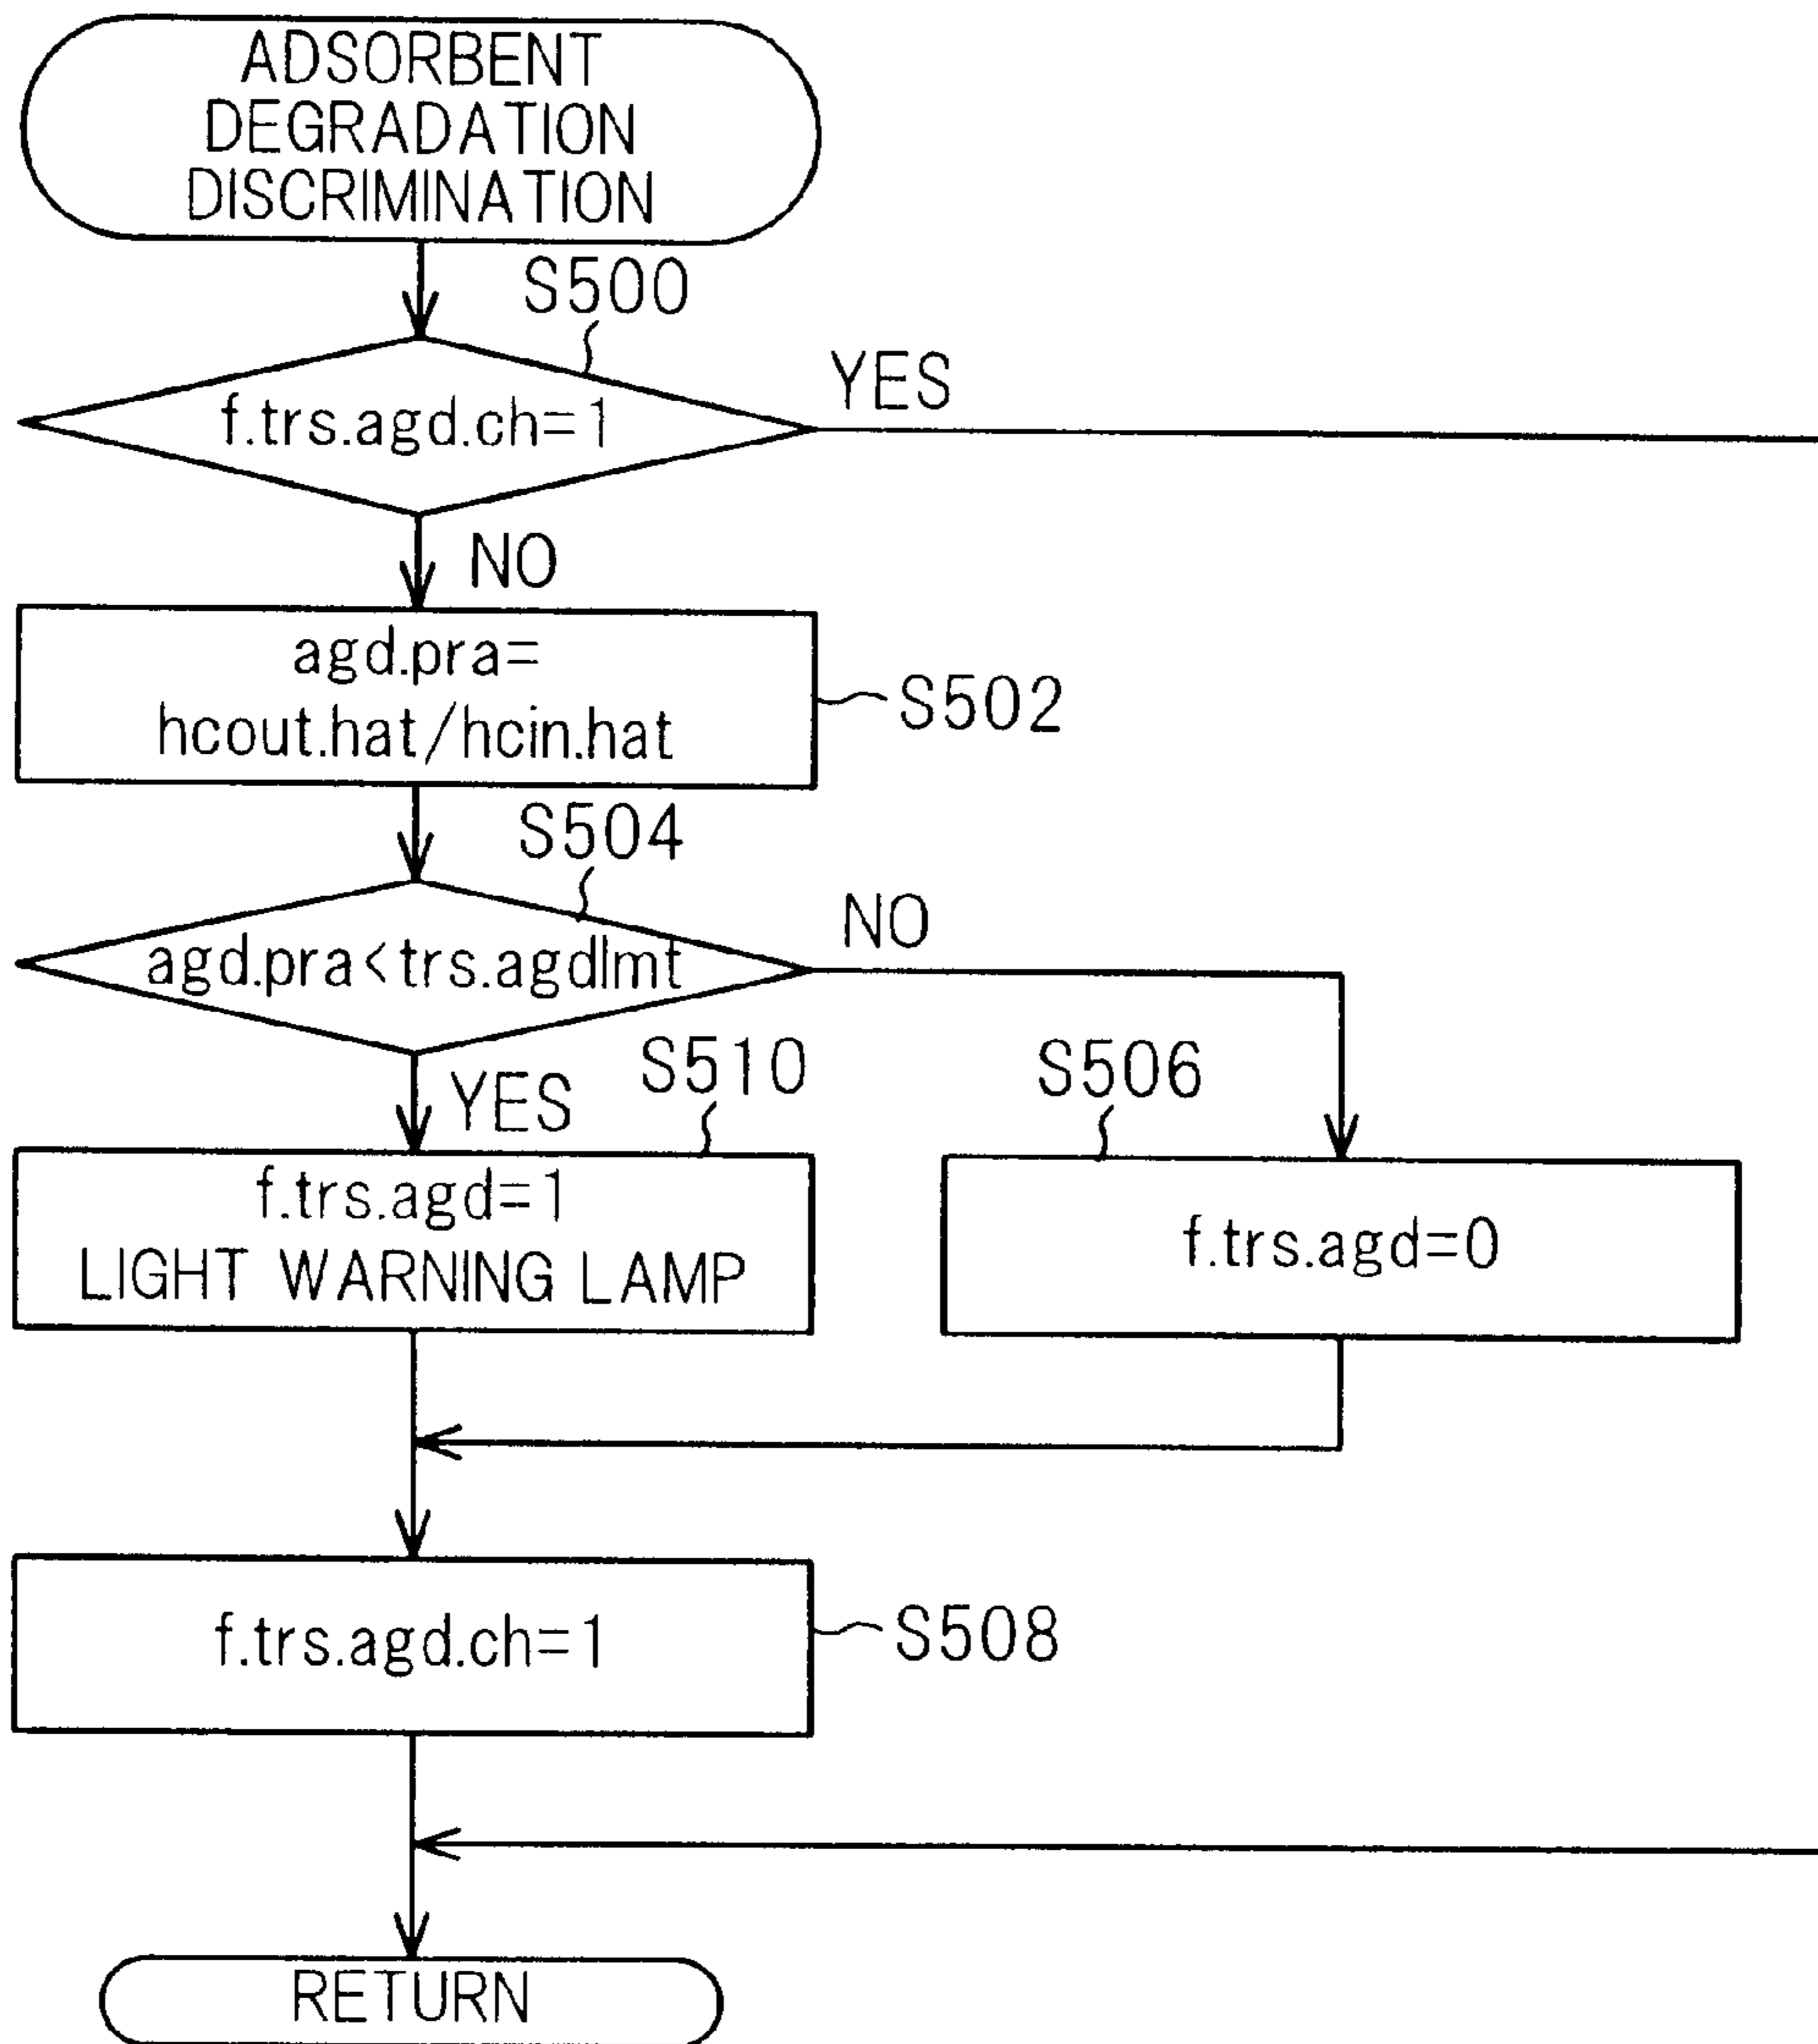 ADSORBENT
DEGRADATION
DISCRIMINATION
S500
f.trs.agd.ch=1
YES
NO
agd.pra=
hcout.hat/hcin.hat
S502
S504
agd.pra<trs.agdlmt
NO
YES
S510
S506
f.trs.agd=1
LIGHT WARNING LAMP
f.trs.agd=0
f.trs.agd.ch=1
S508
RETURN